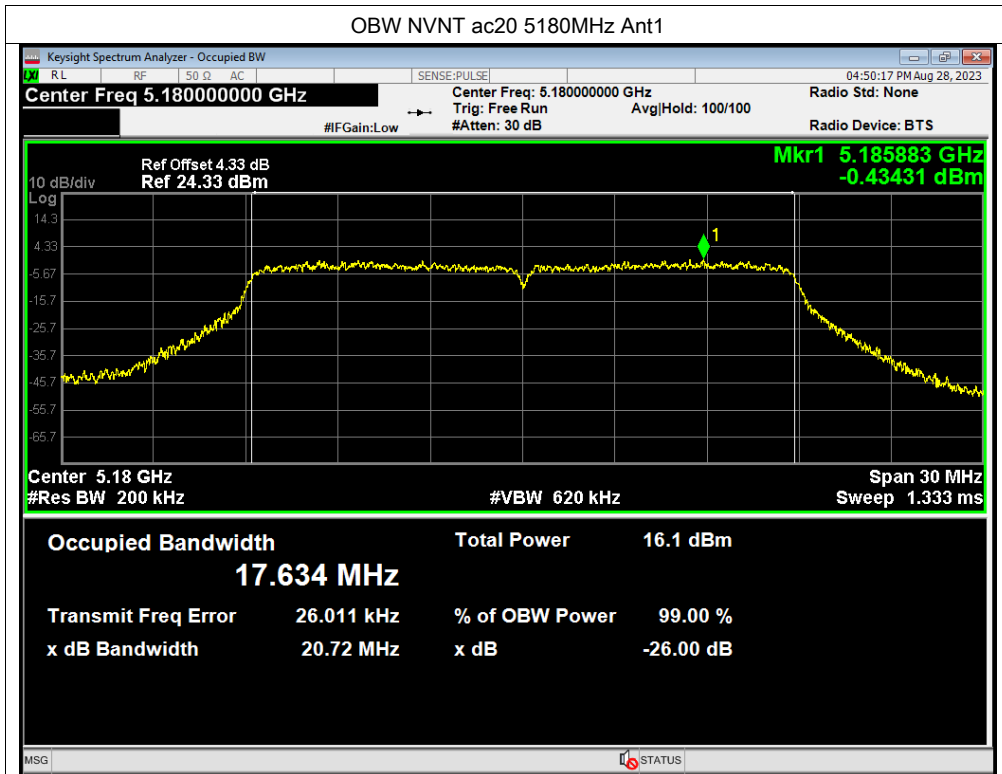 OBW NVNT ac20 5180MHz Ant1
Keysight Spectrum Analyzer - Occupied BW
LXI RL RF 50 Ω AC SENSE:PULSE 04:50:17 PM Aug 28, 2023
Center Freq 5.180000000 GHz Center Freq: 5.180000000 GHz Radio Std: None
Trig: Free Run Avg|Hold: 100/100
#IFGain:Low #Atten: 30 dB Radio Device: BTS
Mkr1 5.185883 GHz
-0.43431 dBm
Ref Offset 4.33 dB
10 dB/div Ref 24.33 dBm
Log
14.3
4.33
-5.67
-15.7
-25.7
-35.7
-45.7
-55.7
-65.7
1
Center 5.18 GHz Span 30 MHz
#Res BW 200 kHz #VBW 620 kHz Sweep 1.333 ms
Occupied Bandwidth Total Power 16.1 dBm
17.634 MHz
Transmit Freq Error 26.011 kHz % of OBW Power 99.00 %
x dB Bandwidth 20.72 MHz x dB -26.00 dB
MSG STATUS